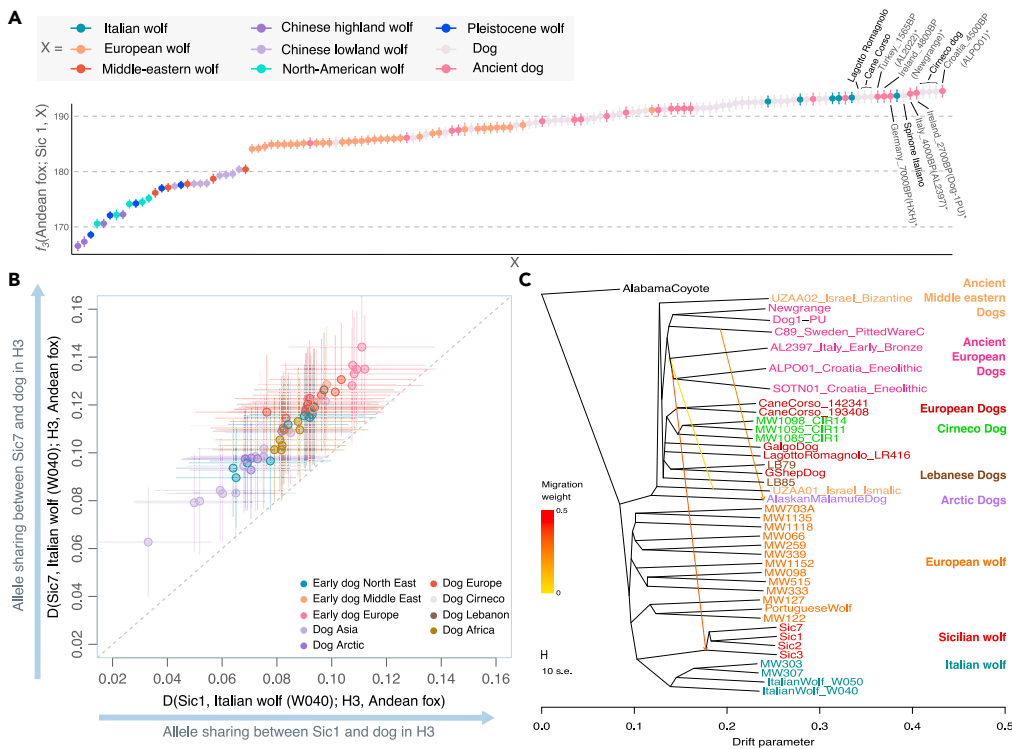 A
X =
Italian wolf
European wolf
Middle-eastern wolf
Chinese highland wolf
Chinese lowland wolf
North-American wolf
Pleistocene wolf
Dog
Ancient dog
f3(Andean fox; Sic 1, X)
190
180
170
X
Lagotto Romagnolo
Cane Corso
Turkey_1565BP
(AL2022)*
Ireland_4800BP
(Newgrange)*
Cirneco dog
Croatia_4500BP
(ALPO01)*
Germany_7000BP(HXH)*
Spinone Italiano
Italy_4000BP(AL2397)*
Ireland_2700BP(Dog-1PU)*
B
Allele sharing between Sic7 and dog in H3
D(Sic7, Italian wolf (W040); H3, Andean fox)
0.16
0.14
0.12
0.10
0.08
0.06
0.04
0.02
0.02
0.04
0.06
0.08
0.10
0.12
0.14
0.16
Early dog North East
Early dog Middle East
Early dog Europe
Dog Asia
Dog Arctic
Dog Europe
Dog Cirneco
Dog Lebanon
Dog Africa
D(Sic1, Italian wolf (W040); H3, Andean fox)
Allele sharing between Sic1 and dog in H3
C
AlabamaCoyote
UZAA02_Israel_Bizantine
Newgrange
Dog1-PU
C89_Sweden_PittedWareC
AL2397_Italy_Early_Bronze
ALPO01_Croatia_Eneolithic
SOTN01_Croatia_Eneolithic
CaneCorso_142341
CaneCorso_193408
MW1098_CIR14
MW1095_CIR11
MW1085_CIR1
GalgoDog
LagottoRomagnolo_LR416
LB79
GShepDog
LB85
UZAA01_Israel_Ismalic
AlaskanMalamuteDog
MW703A
MW1135
MW1118
MW066
MW259
MW339
MW1152
MW098
MW515
MW333
MW127
PortugueseWolf
MW122
Sic7
Sic1
Sic2
Sic3
MW303
MW307
ItalianWolf_W050
ItalianWolf_W040
Ancient
Middle eastern
Dogs
Ancient
European
Dogs
European Dogs
Cirneco Dog
Lebanese Dogs
Arctic Dogs
European wolf
Sicilian wolf
Italian wolf
Migration
weight
0.5
0
10 s.e.
0.0
0.1
0.2
0.3
0.4
0.5
Drift parameter